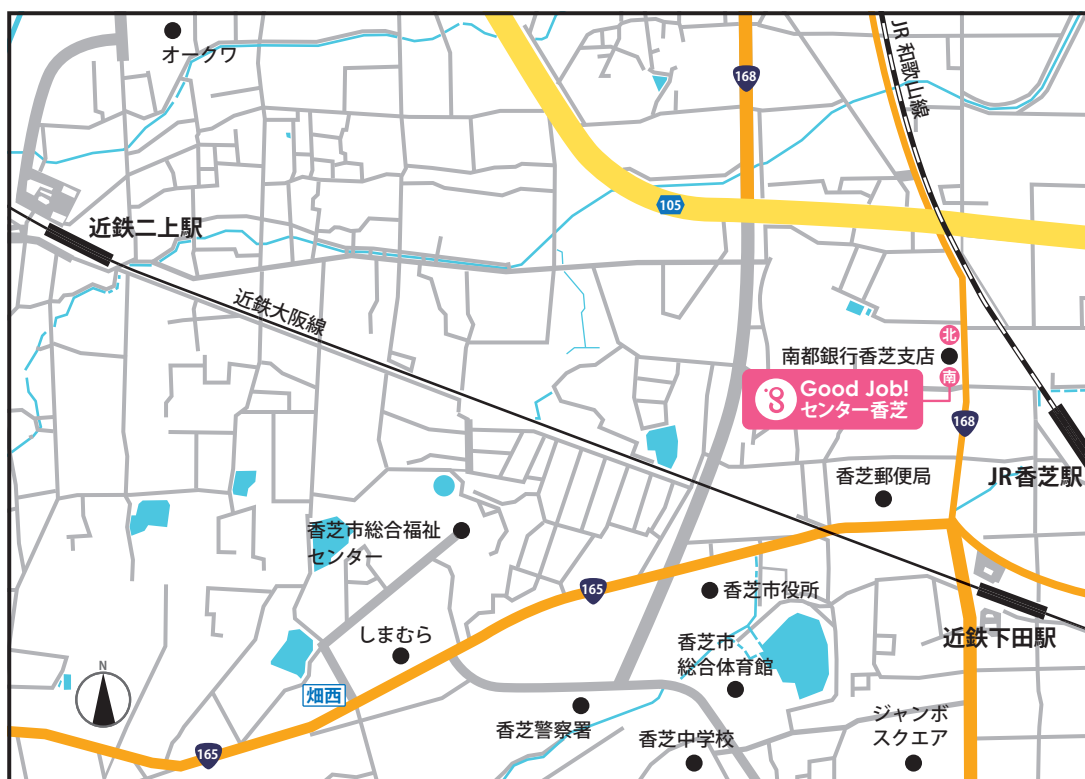 オークワ
168
JR 和歌山線
105
近鉄二上駅
近鉄大阪線
北
南都銀行香芝支店
南
Good Job!
センター香芝
168
JR香芝駅
香芝郵便局
香芝市総合福祉
センター
165
香芝市役所
しまむら
近鉄下田駅
香芝市
総合体育館
N
畑西
香芝警察署
香芝中学校
ジャンボ
スクエア
165